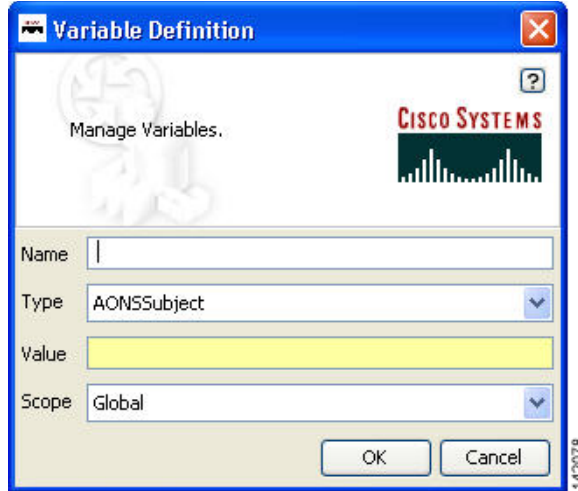 Variable Definition
?
Manage Variables.
CISCO SYSTEMS
Name
Type AONSSubject
Value
Scope Global
OK Cancel